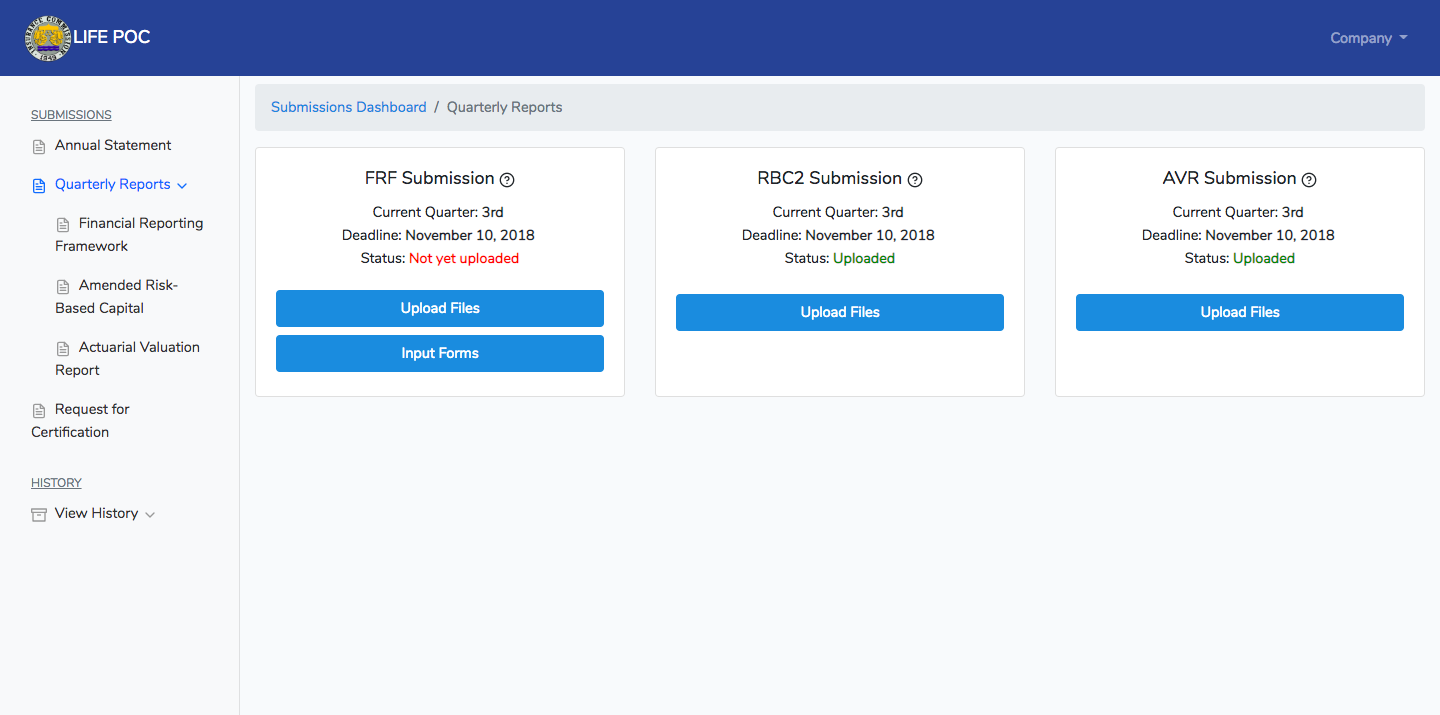 INSURANCE COMMISSION
1949
LIFE POC
Company
SUBMISSIONS
Annual Statement
Quarterly Reports
Financial Reporting
Framework
Amended Risk-
Based Capital
Actuarial Valuation
Report
Request for
Certification
HISTORY
View History
Submissions Dashboard / Quarterly Reports
FRF Submission
Current Quarter: 3rd
Deadline: November 10, 2018
Status: Not yet uploaded
Upload Files
Input Forms
RBC2 Submission
Current Quarter: 3rd
Deadline: November 10, 2018
Status: Uploaded
Upload Files
AVR Submission
Current Quarter: 3rd
Deadline: November 10, 2018
Status: Uploaded
Upload Files